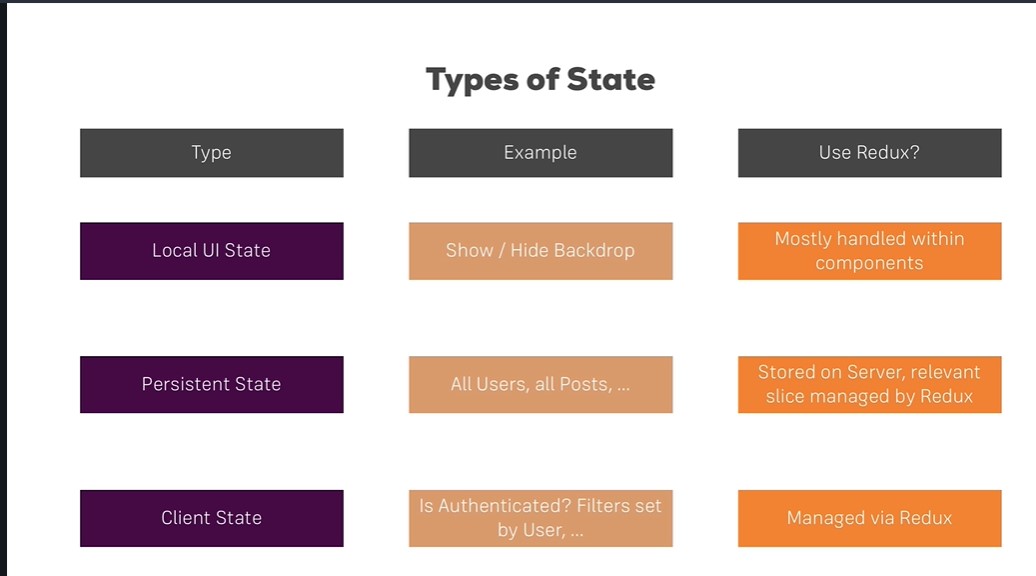 Types of State
Type
Example
Use Redux?
Local UI State
Show / Hide Backdrop
Mostly handled within
components
Persistent State
All Users, all Posts, ...
Stored on Server, relevant
slice managed by Redux
Client State
Is Authenticated? Filters set
by User, ...
Managed via Redux